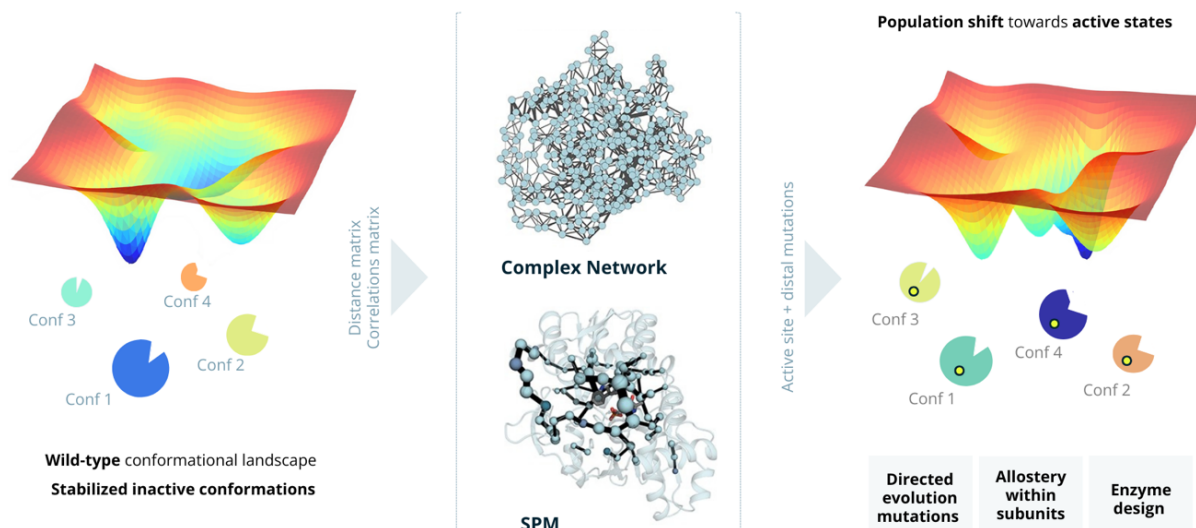 Population shift towards active states
Conf 3
Conf 4
Conf 2
Conf 1
Wild-type conformational landscape
Stabilized inactive conformations
Distance matrix
Correlations matrix
Complex Network
SPM
Active site + distal mutations
Conf 3
Conf 4
Conf 1
Conf 2
Directed
evolution
mutations
Allostery
within
subunits
Enzyme
design